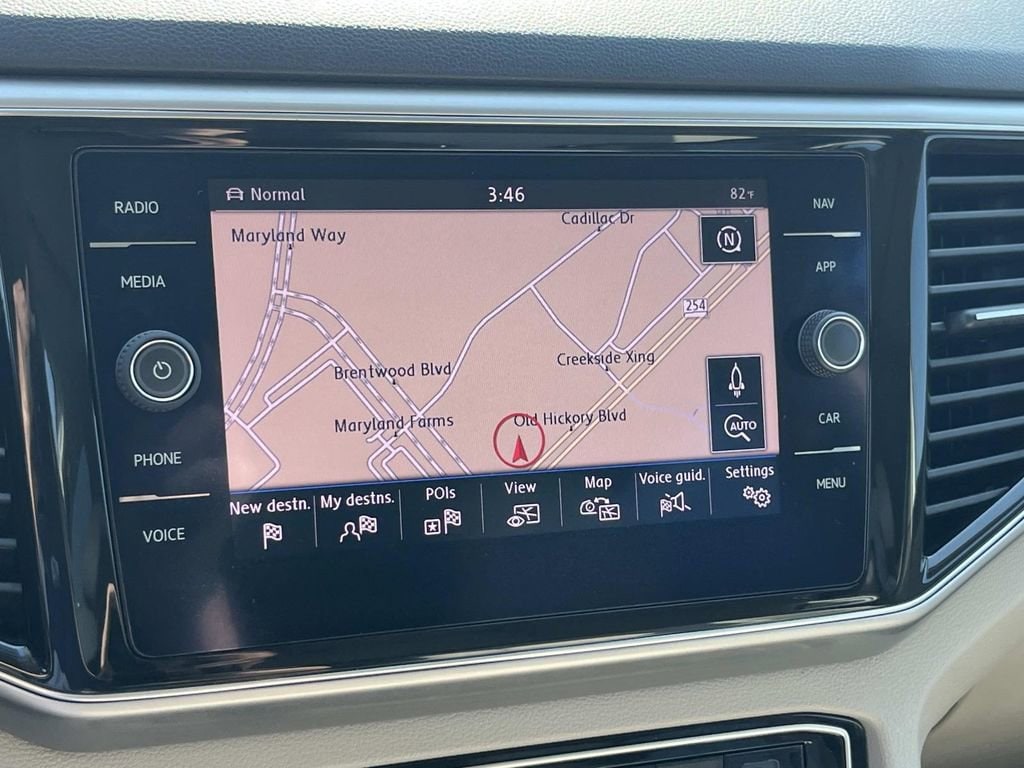 Normal
3:46
82°F
RADIO
MEDIA
PHONE
VOICE
Maryland Way
Cadillac Dr
N
254
Creekside Xing
Brentwood Blvd
Maryland Farms
Old Hickory Blvd
AUTO
New destn.
My destns.
POIs
View
Map
Voice guid.
Settings
NAV
APP
CAR
MENU